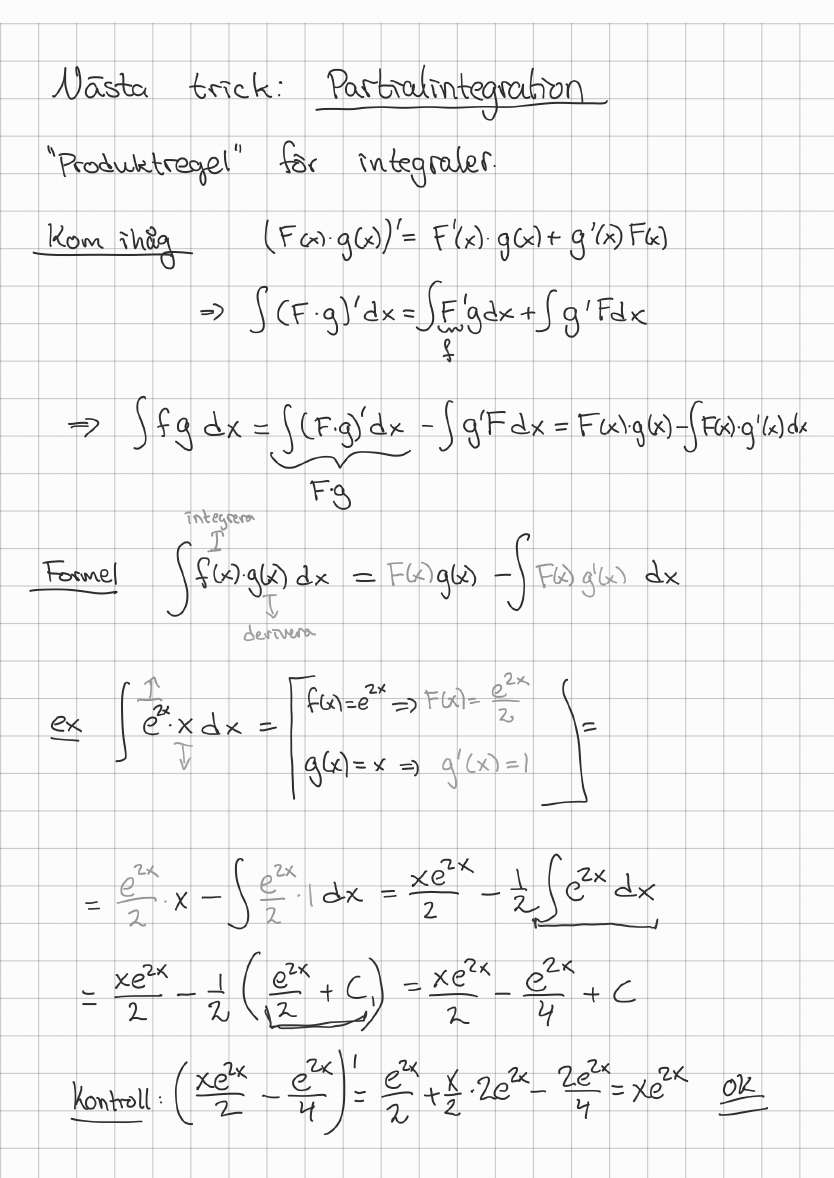 Nästa trick: Partialintegration
"Produktregel" för integraler.
Kom ihåg (F(x)·g(x))' = F'(x)·g(x) + g'(x) F(x)
⇒ ∫(F·g)'dx = ∫F'g dx + ∫g'F dx
f
⇒ ∫fg dx = ∫(F·g)'dx - ∫g'F dx = F(x)·g(x) - ∫F(x)·g'(x) dx
F·g
integrera
↑
Formel ∫f(x)·g(x) dx = F(x)g(x) - ∫F(x) g'(x) dx
↓
derivera
↑
ex ∫e^{2x}·x dx = [f(x) = e^{2x} ⇒ F(x) = e^{2x}/2
↓
g(x) = x ⇒ g'(x) = 1] =
= e^{2x}/2 · x - ∫e^{2x}/2 · 1 dx = xe^{2x}/2 - 1/2 ∫e^{2x} dx
= xe^{2x}/2 - 1/2 (e^{2x}/2 + C₁) = xe^{2x}/2 - e^{2x}/4 + C
Kontroll: (xe^{2x}/2 - e^{2x}/4)' = e^{2x}/2 + x/2 · 2e^{2x} - 2e^{2x}/4 = xe^{2x} OK